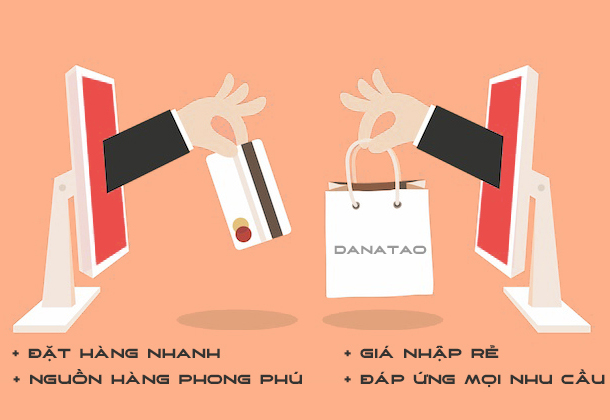 DANATAO
+ ĐẶT HÀNG NHANH
+ NGUỒN HÀNG PHONG PHÚ
+ GIÁ NHẬP RẺ
+ ĐÁP ỨNG MỌI NHU CẦU